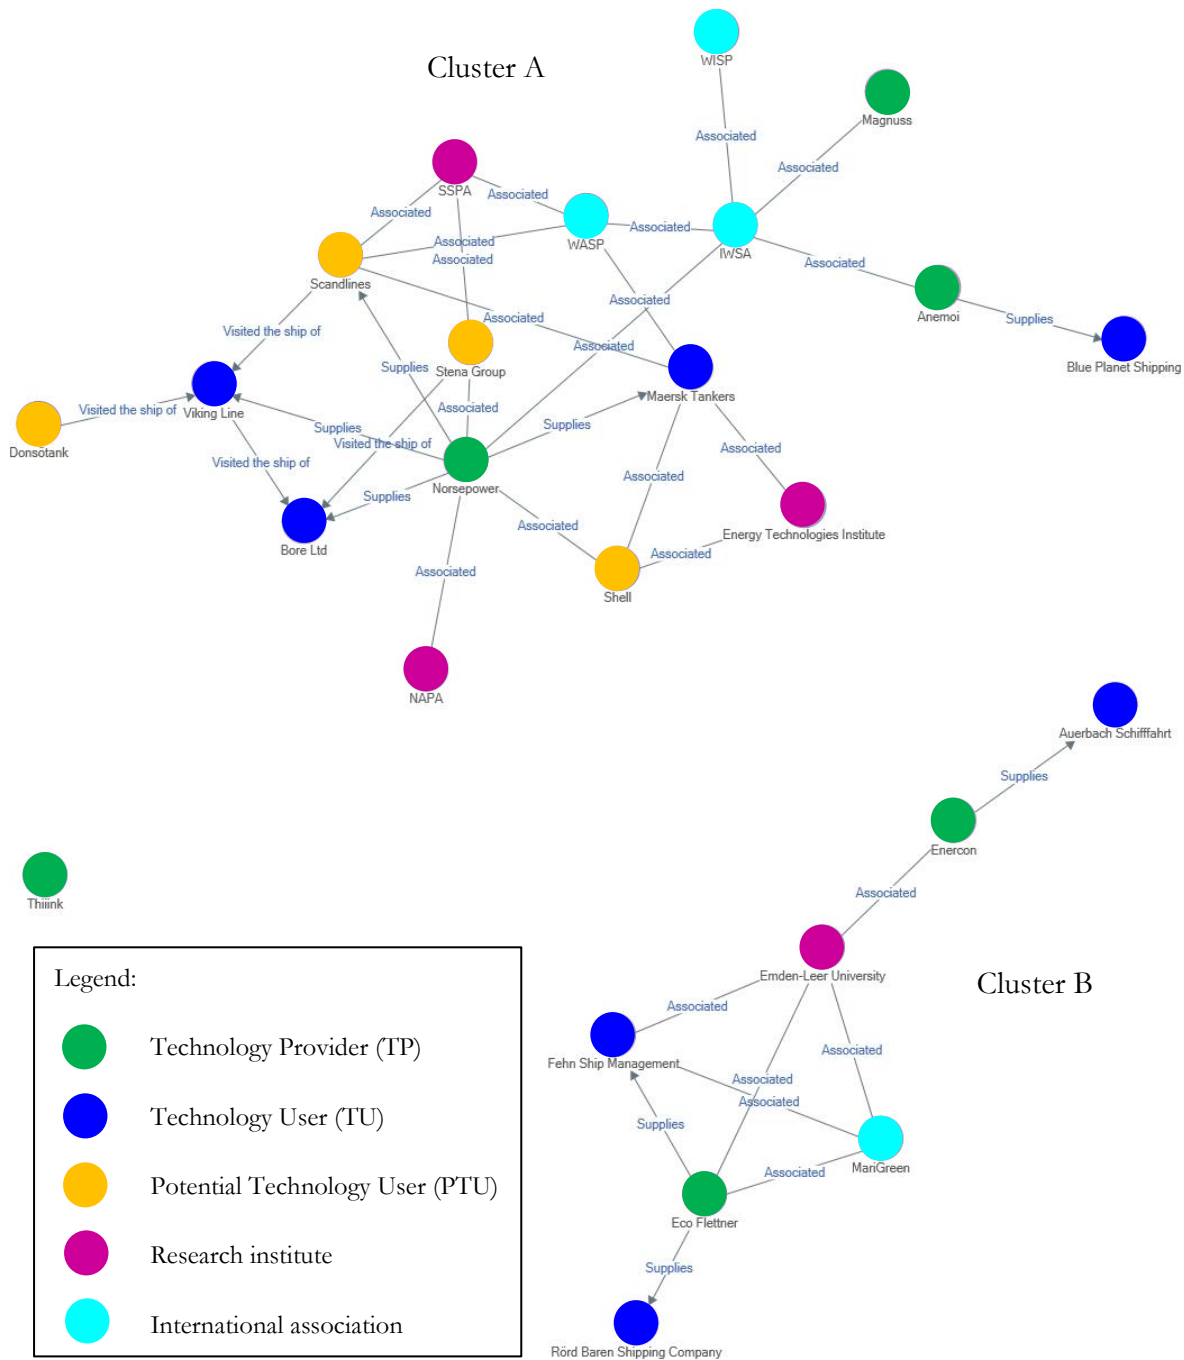 WISP
Cluster A
Magnuss
Associated
Associated
SSPA
Associated
Associated
WASP
Associated
IWSA
Associated
Associated
Associated
Scandlines
Anemoi
Associated
Associated
Supplies
Visited the ship of
Associated
Blue Planet Shipping
Supplies
Stena Group
Maersk Tankers
Viking Line
Visited the ship of
Associated
Donsotank
Supplies
Supplies
Visited the ship of
Associated
Visited the ship of
Norsepower
Supplies
Associated
Energy Technologies Institute
Bore Ltd
Associated
Associated
Shell
NAPA
Auerbach Schifffahrt
Supplies
Enercon
Associated
Thiiink
Emden-Leer University
Cluster B
Associated
Associated
Fehn Ship Management
Associated
Associated
Supplies
MariGreen
Associated
Eco Flettner
Supplies
Rörd Baren Shipping Company
Legend:
Technology Provider (TP)
Technology User (TU)
Potential Technology User (PTU)
Research institute
International association